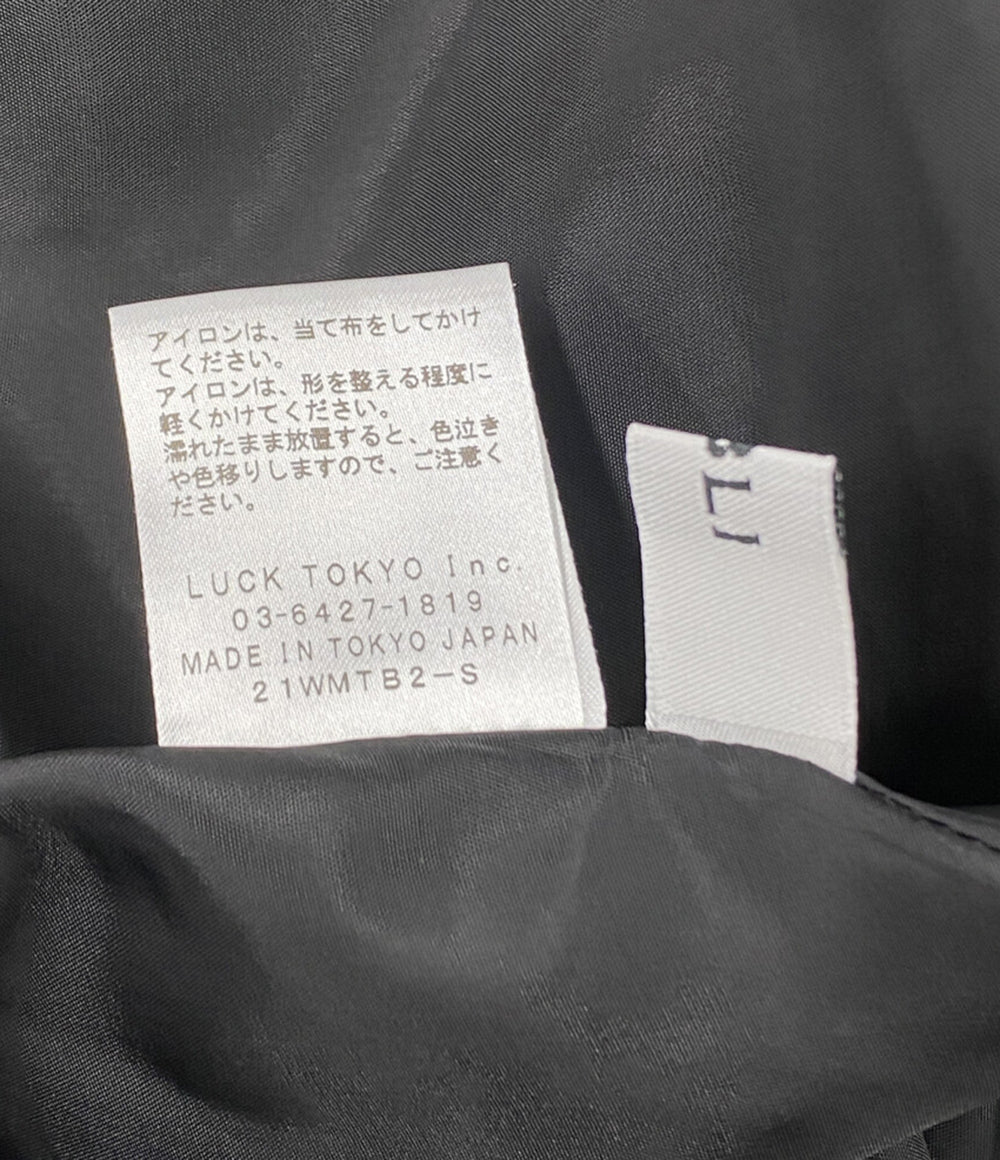 アイロンは、当て布をしてかけ
てください。
アイロンは、形を整える程度に
軽くかけてください。
濡れたまま放置すると、色泣き
や色移りしますので、ご注意く
ださい。
LUCK TOKYO Inc.
03-6427-1819
MADE IN TOKYO JAPAN
21WMTB2-S
BLI